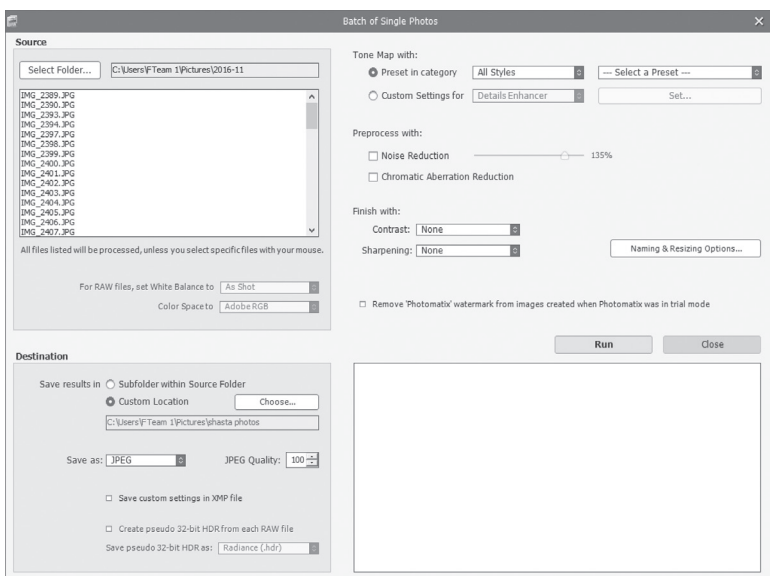 Batch of Single Photos
Source
Select Folder...
C:\Users\FTeam 1\Pictures\2016-11
IMG_2389.JPG
IMG_2390.JPG
IMG_2393.JPG
IMG_2394.JPG
IMG_2397.JPG
IMG_2398.JPG
IMG_2399.JPG
IMG_2400.JPG
IMG_2401.JPG
IMG_2402.JPG
IMG_2403.JPG
IMG_2404.JPG
IMG_2405.JPG
IMG_2406.JPG
IMG_2407.JPG
All files listed will be processed, unless you select specific files with your mouse.
For RAW files, set White Balance to As Shot
Color Space to Adobe RGB
Destination
Save results in Subfolder within Source Folder
Custom Location Choose...
C:\Users\FTeam 1\Pictures\shasta photos
Save as: JPEG JPEG Quality: 100
Save custom settings in XMP file
Create pseudo 32-bit HDR from each RAW file
Save pseudo 32-bit HDR as: Radiance (.hdr)
Tone Map with:
Preset in category All Styles --- Select a Preset ---
Custom Settings for Details Enhancer Set...
Preprocess with:
Noise Reduction 135%
Chromatic Aberration Reduction
Finish with:
Contrast: None
Sharpening: None Naming & Resizing Options...
Remove 'Photomatix' watermark from images created when Photomatix was in trial mode
Run Close